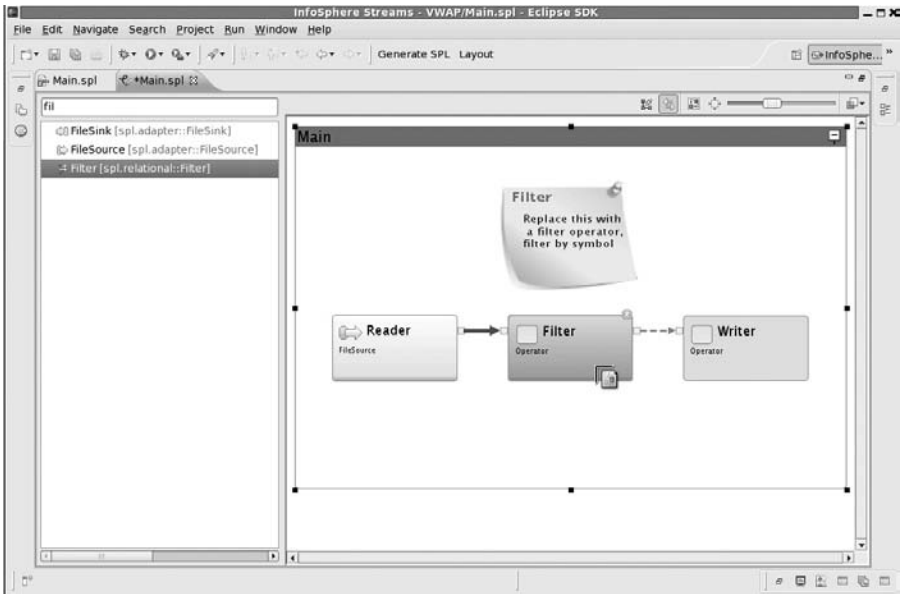 InfoSphere Streams - VWAP/Main.spl - Eclipse SDK
File Edit Navigate Search Project Run Window Help
Generate SPL Layout
InfoSphe...
Main.spl
*Main.spl
fil
FileSink [spl.adapter::FileSink]
FileSource [spl.adapter::FileSource]
Filter [spl.relational::Filter]
Main
Filter
Replace this with
a filter operator,
filter by symbol
Reader
FileSource
Filter
Operator
Writer
Operator